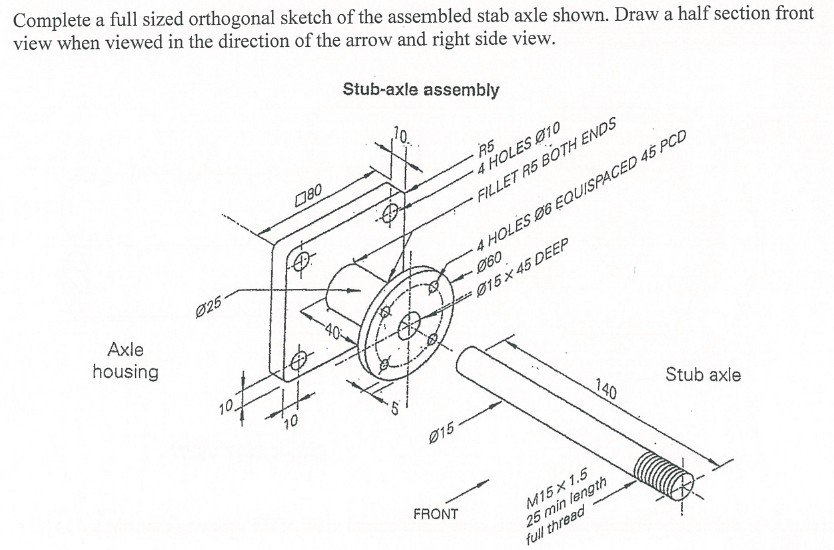 Complete a full sized orthogonal sketch of the assembled stab axle shown. Draw a half section front
view when viewed in the direction of the arrow and right side view.
Stub-axle assembly
10
R5
4 HOLES Ø10
FILLET R5 BOTH ENDS
4 HOLES Ø6 EQUISPACED 45 PCD
Ø60
Ø15 X 45 DEEP
□80
Ø25
40
Axle
housing
10
10
5
Ø15
140
Stub axle
FRONT
M15 X 1.5
25 min length
full thread